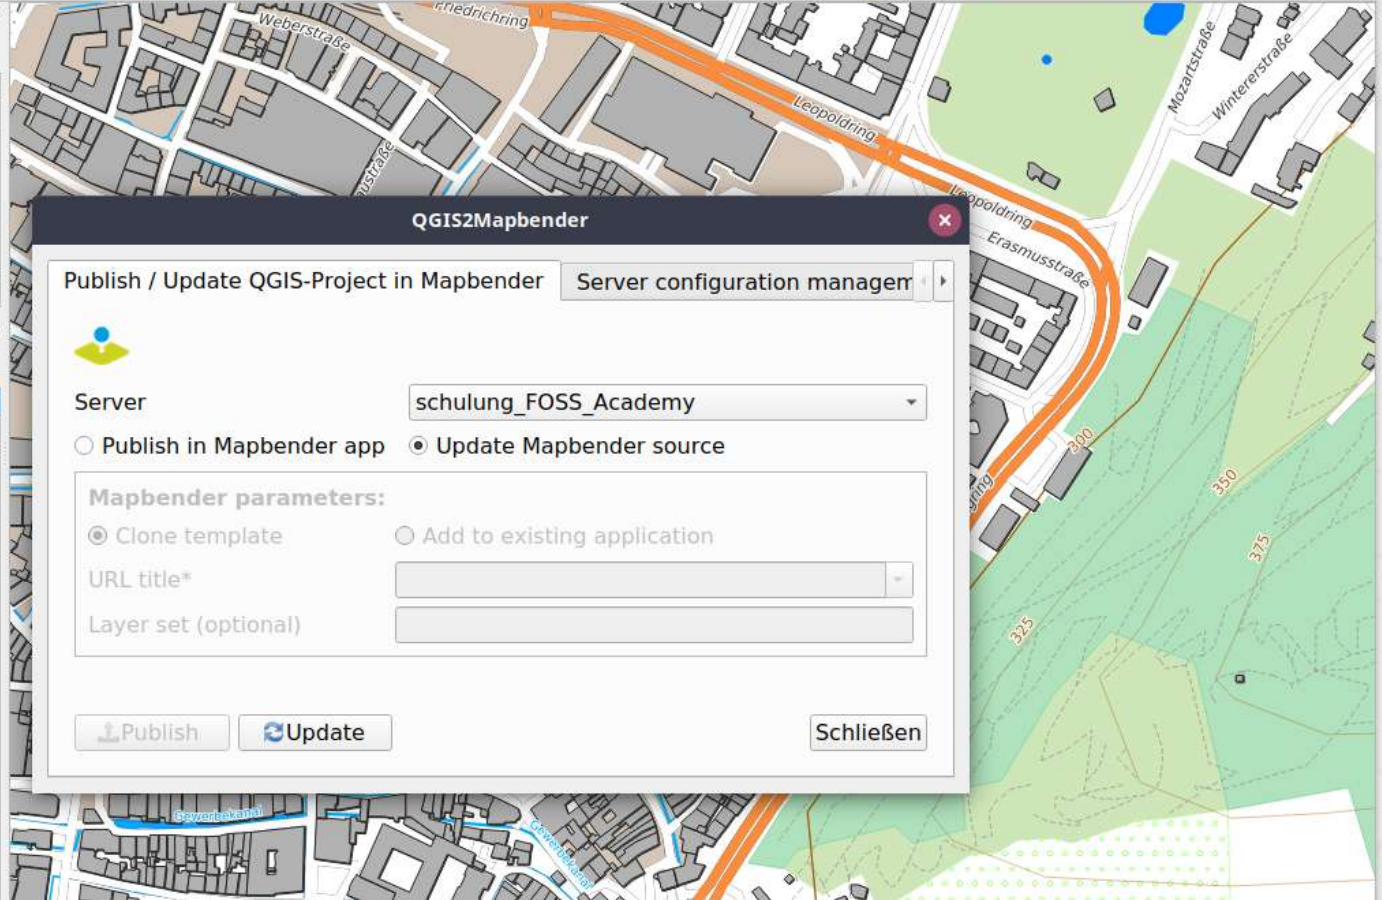 Friedrichring
Weberstraße
Leopoldring
Mozartstraße
Wintererstraße
Leopoldring
Erasmusstraße
QGIS2Mapbender
Publish / Update QGIS-Project in Mapbender
Server configuration managem
Server
schulung_FOSS_Academy
Publish in Mapbender app
Update Mapbender source
Mapbender parameters:
Clone template
Add to existing application
URL title*
Layer set (optional)
Publish
Update
Schließen
300
350
375
325
Gewerbekanal
Gewerbekanal